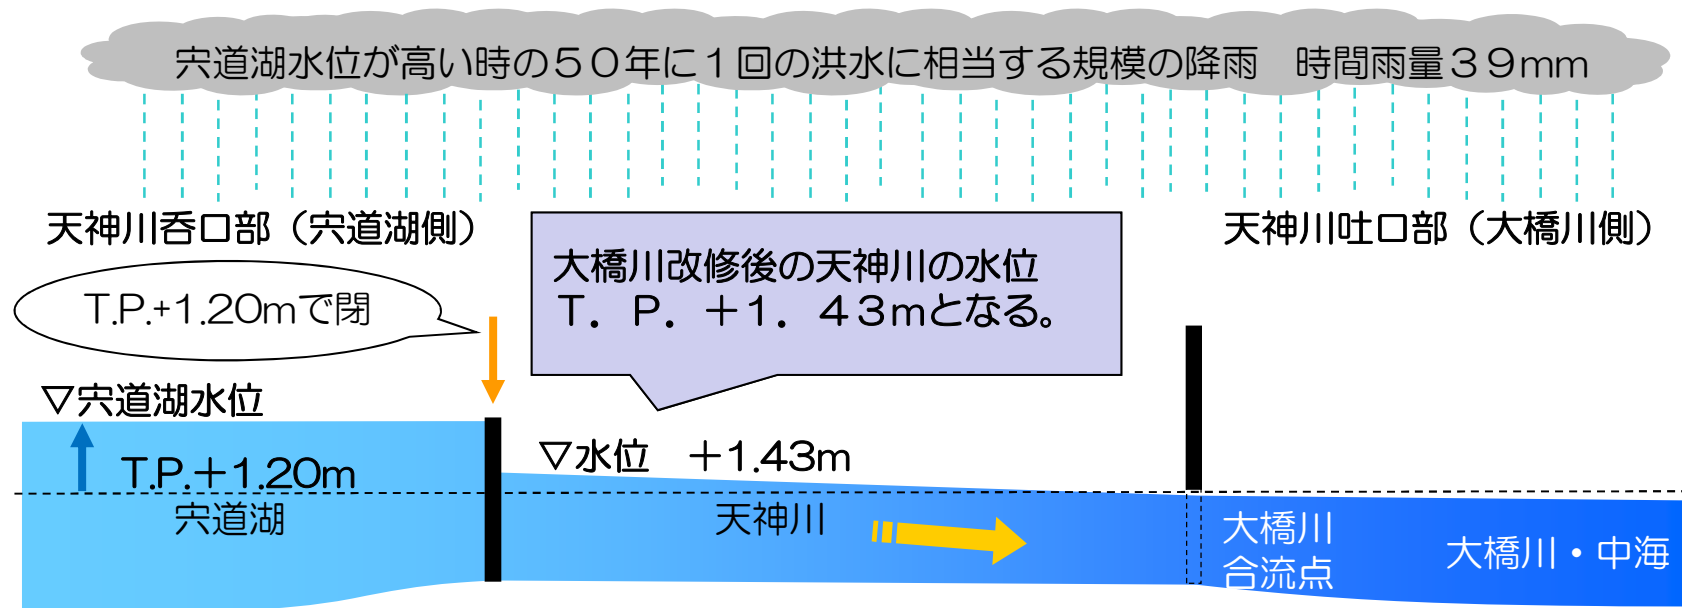 宍道湖水位が高い時の５０年に１回の洪水に相当する規模の降雨　時間雨量３９mm
天神川呑口部（宍道湖側）
天神川吐口部（大橋川側）
大橋川改修後の天神川の水位
Ｔ．Ｐ．＋１．４３ｍとなる。
T.P.+1.20mで閉
▽宍道湖水位
T.P.＋1.20m
宍道湖
▽水位　＋1.43m
天神川
大橋川
合流点
大橋川・中海